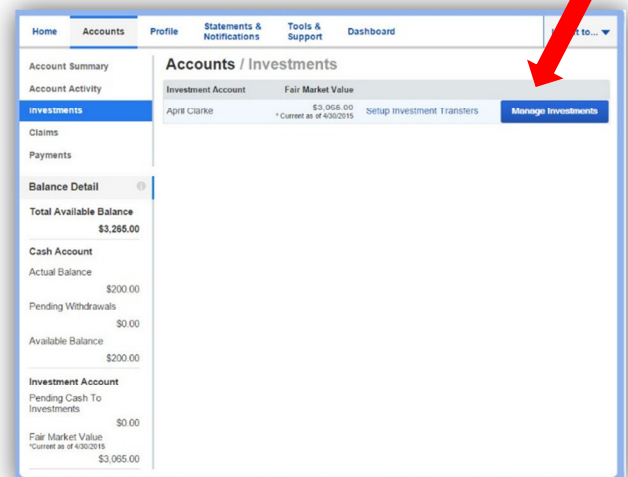 Home Accounts Profile Statements & Notifications Tools & Support Dashboard to...
Account Summary
Account Activity
Investments
Claims
Payments
Balance Detail
Total Available Balance
$3,265.00
Cash Account
Actual Balance
$200.00
Pending Withdrawals
$0.00
Available Balance
$200.00
Investment Account
Pending Cash To
Investments
$0.00
Fair Market Value
*Current as of 4/30/2015
$3,065.00
Accounts / Investments
Investment Account Fair Market Value
April Clarke $3,065.00 Setup Investment Transfers Manage Investments
* Current as of 4/30/2015